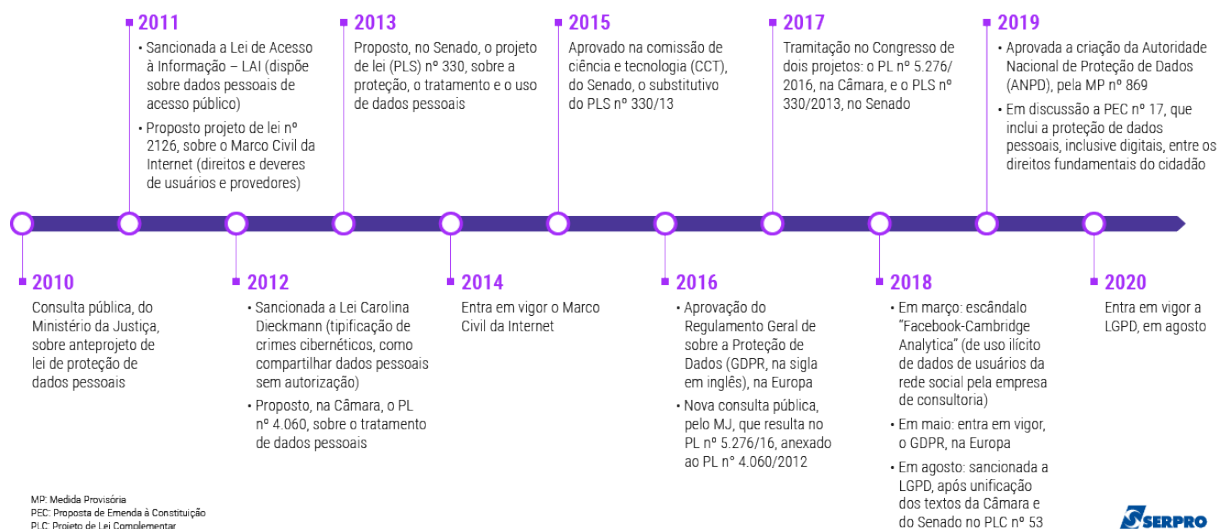 2011
• Sancionada a Lei de Acesso
à Informação – LAI (dispõe
sobre dados pessoais de
acesso público)
• Proposto projeto de lei nº
2126, sobre o Marco Civil da
Internet (direitos e deveres
de usuários e provedores)
2013
Proposto, no Senado, o projeto
de lei (PLS) nº 330, sobre a
proteção, o tratamento e o uso
de dados pessoais
2015
Aprovado na comissão de
ciência e tecnologia (CCT),
do Senado, o substitutivo
do PLS nº 330/13
2017
Tramitação no Congresso de
dois projetos: o PL nº 5.276/
2016, na Câmara, e o PLS nº
330/2013, no Senado
2019
• Aprovada a criação da Autoridade
Nacional de Proteção de Dados
(ANPD), pela MP nº 869
• Em discussão a PEC nº 17, que
inclui a proteção de dados
pessoais, inclusive digitais, entre os
direitos fundamentais do cidadão
2010
Consulta pública, do
Ministério da Justiça,
sobre anteprojeto de
lei de proteção de
dados pessoais
2012
• Sancionada a Lei Carolina
Dieckmann (tipificação de
crimes cibernéticos, como
compartilhar dados pessoais
sem autorização)
• Proposto, na Câmara, o PL
nº 4.060, sobre o tratamento
de dados pessoais
2014
Entra em vigor o Marco
Civil da Internet
2016
• Aprovação do
Regulamento Geral de
sobre a Proteção de
Dados (GDPR, na sigla
em inglês), na Europa
• Nova consulta pública,
pelo MJ, que resulta no
PL nº 5.276/16, anexado
ao PL n° 4.060/2012
2018
• Em março: escândalo
“Facebook-Cambridge
Analytica” (de uso ilícito
de dados de usuários da
rede social pela empresa
de consultoria)
• Em maio: entra em vigor,
o GDPR, na Europa
• Em agosto: sancionada a
LGPD, após unificação
dos textos da Câmara e
do Senado no PLC nº 53
2020
Entra em vigor a
LGPD, em agosto
MP: Medida Provisória
PEC: Proposta de Emenda à Constituição
PLC: Projeto de Lei Complementar
SERPRO